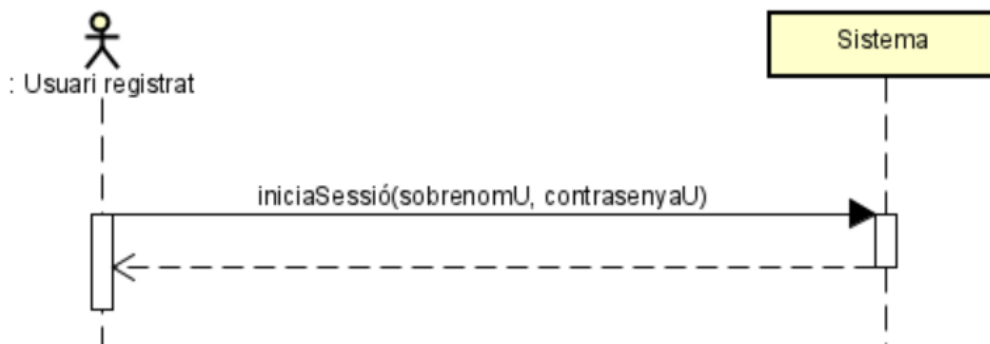 Sistema
: Usuari registrat
iniciaSessió(sobrenomU, contrasenyaU)